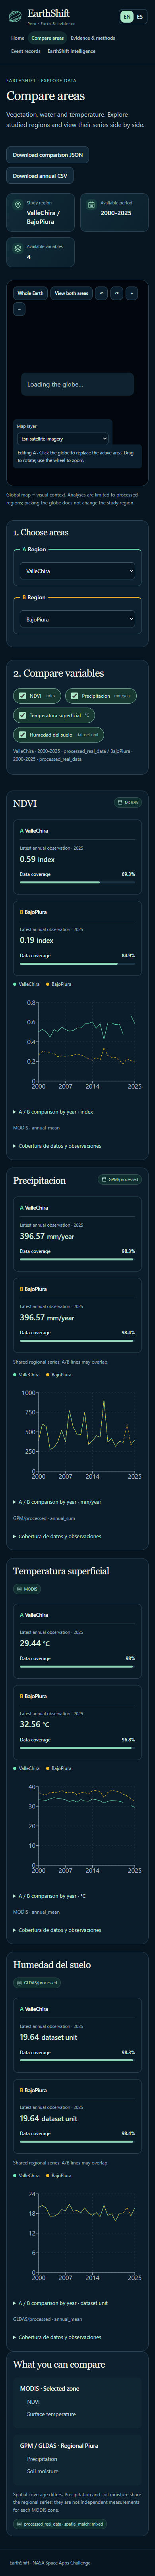 EarthShift
Peru · Earth & evidence
EN ES
Home Compare areas Evidence & methods
Event records EarthShift Intelligence
EARTHSHIFT · EXPLORE DATA
Compare areas
Vegetation, water and temperature. Explore
studied regions and view their series side by side.
Download comparison JSON
Download annual CSV
Study region
ValleChira /
BajoPiura
Available period
2000-2025
Available variables
4
Whole Earth View both areas ↶ ↷ +
−
Loading the globe...
Map layer
Esri satellite imagery
Editing A · Click the globe to replace the active area. Drag
to rotate; use the wheel to zoom.
Global map = visual context. Analyses are limited to processed
regions; picking the globe does not change the study region.
1. Choose areas
A Region
ValleChira
B Region
BajoPiura
2. Compare variables
NDVI index
Precipitacion mm/year
Temperatura superficial °C
Humedad del suelo dataset unit
ValleChira · 2000-2025 · processed_real_data / BajoPiura ·
2000-2025 · processed_real_data
NDVI
MODIS
A ValleChira
Latest annual observation · 2025
0.59 index
Data coverage 69.3%
B BajoPiura
Latest annual observation · 2025
0.19 index
Data coverage 84.9%
ValleChira BajoPiura
0.8
0.6
0.4
0.2
0
2000 2007 2014 2025
A / B comparison by year · index
MODIS · annual_mean
Cobertura de datos y observaciones
Precipitacion
GPM/processed
A ValleChira
Latest annual observation · 2025
396.57 mm/year
Data coverage 98.3%
B BajoPiura
Latest annual observation · 2025
396.57 mm/year
Data coverage 98.4%
Shared regional series: A/B lines may overlap.
ValleChira BajoPiura
1000
750
500
250
0
2000 2007 2014 2025
A / B comparison by year · mm/year
GPM/processed · annual_sum
Cobertura de datos y observaciones
Temperatura superficial
MODIS
A ValleChira
Latest annual observation · 2025
29.44 °C
Data coverage 98%
B BajoPiura
Latest annual observation · 2025
32.56 °C
Data coverage 96.8%
ValleChira BajoPiura
40
30
20
10
0
2000 2007 2014 2025
A / B comparison by year · °C
MODIS · annual_mean
Cobertura de datos y observaciones
Humedad del suelo
GLDAS/processed
A ValleChira
Latest annual observation · 2025
19.64 dataset unit
Data coverage 98.3%
B BajoPiura
Latest annual observation · 2025
19.64 dataset unit
Data coverage 98.4%
Shared regional series: A/B lines may overlap.
ValleChira BajoPiura
24
18
12
6
0
2000 2007 2014 2025
A / B comparison by year · dataset unit
GLDAS/processed · annual_mean
Cobertura de datos y observaciones
What you can compare
MODIS · Selected zone
NDVI
Surface temperature
GPM / GLDAS · Regional Piura
Precipitation
Soil moisture
Spatial coverage differs. Precipitation and soil moisture share
the regional series; they are not independent measurements
for each MODIS zone.
processed_real_data · spatial_match: mixed
EarthShift · NASA Space Apps Challenge